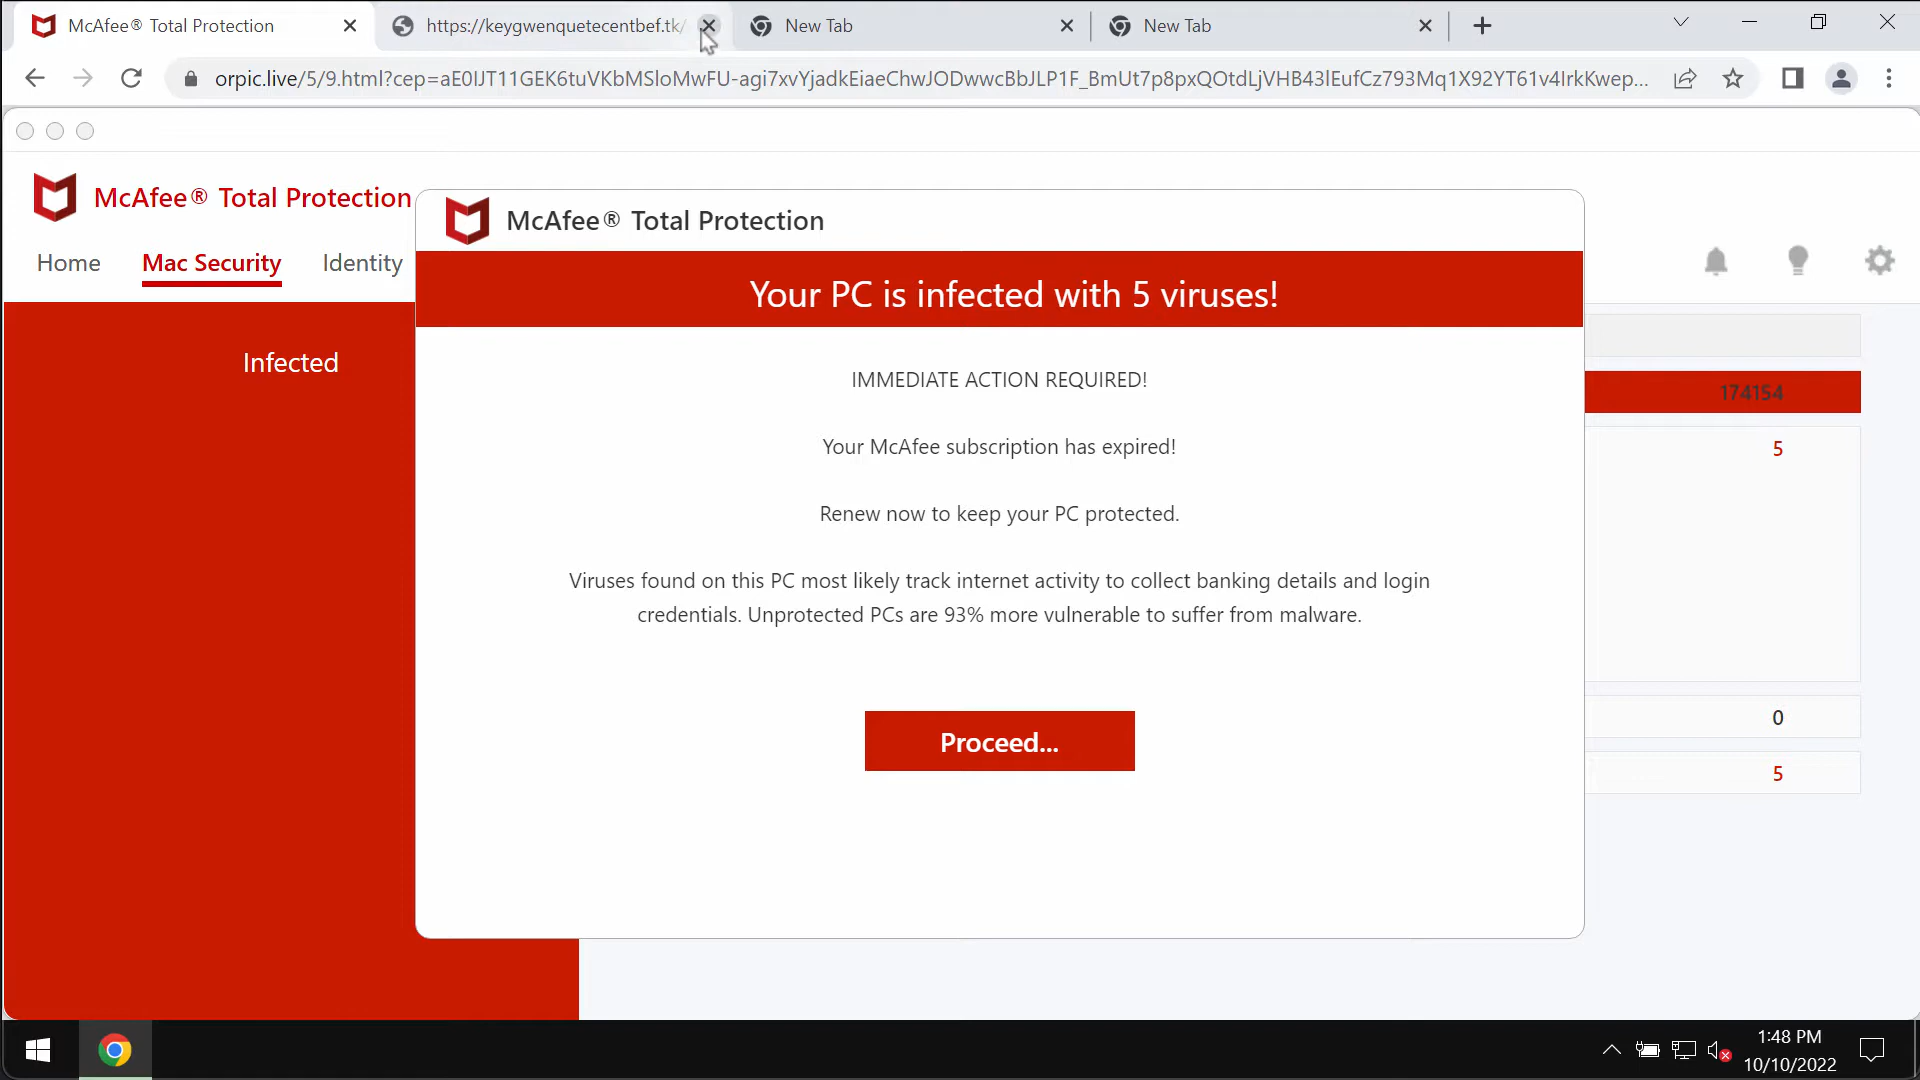 McAfee® Total Protection
https://keygwenquetecentbef.tk/
New Tab
New Tab
orpic.live/5/9.html?cep=aE0IJT11GEK6tuVKbMSloMwFU-agi7xvYjadkEiaeChwJODwwcBbJLP1F_BmUt7p8pxQOtdLjVHB43lEufCz793Mq1X92YT61v4IrkKwep...
McAfee® Total Protection
McAfee® Total Protection
Home
Mac Security
Identity
Your PC is infected with 5 viruses!
Infected
IMMEDIATE ACTION REQUIRED!
174154
Your McAfee subscription has expired!
5
Renew now to keep your PC protected.
Viruses found on this PC most likely track internet activity to collect banking details and login
credentials. Unprotected PCs are 93% more vulnerable to suffer from malware.
0
Proceed...
5
1:48 PM
10/10/2022